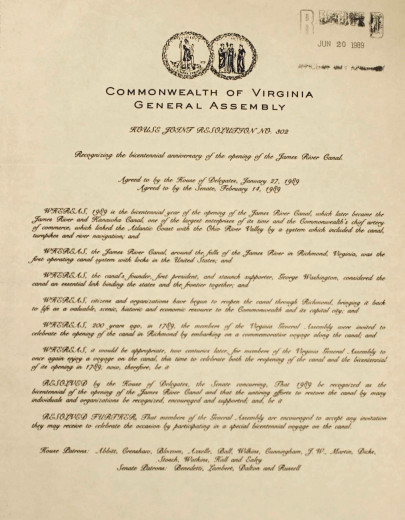 JUN 20 1989
COMMONWEALTH OF VIRGINIA
GENERAL ASSEMBLY
HOUSE JOINT RESOLUTION NO. 302
Recognizing the bicentennial anniversary of the opening of the James River Canal.
Agreed to by the House of Delegates, January 27, 1989
Agreed to by the Senate, February 14, 1989
WHEREAS, 1989 is the bicentennial year of the opening of the James River Canal, which later became the
James River and Kanawha Canal, one of the largest enterprises of its time and the Commonwealth's chief artery
of commerce, which linked the Atlantic Coast with the Ohio River Valley by a system which included the canal,
turnpikes and river navigation; and
WHEREAS, the James River Canal, around the falls of the James River in Richmond, Virginia, was the
first operating canal system with locks in the United States; and
WHEREAS, the canal's founder, first president, and staunch supporter, George Washington, considered the
canal an essential link binding the states and the frontier together; and
WHEREAS, citizens and organizations have begun to reopen the canal through Richmond, bringing it back
to life as a valuable, scenic, historic and economic resource to the Commonwealth and its capital city; and
WHEREAS, 200 years ago, in 1789, the members of the Virginia General Assembly were invited to
celebrate the opening of the canal in Richmond by embarking on a commemorative voyage along the canal; and
WHEREAS, it would be appropriate, two centuries later, for members of the Virginia General Assembly to
once again enjoy a voyage on the canal, this time to celebrate both the reopening of the canal and the bicentennial
of its opening in 1789; now, therefore, be it
RESOLVED by the House of Delegates, the Senate concurring, That 1989 be recognized as the
bicentennial of the opening of the James River Canal and that the untiring efforts to restore the canal by many
individuals and organizations be recognized, encouraged and supported; and, be it
RESOLVED FURTHER, That members of the General Assembly are encouraged to accept any invitation
they may receive to celebrate the occasion by participating in a special bicentennial voyage on the canal.
House Patrons: Abbitt, Crenshaw, Bloxom, Axselle, Ball, Wilkins, Cunningham, J. W., Martin, Dicks,
Watkins, Hall and
Senate Patrons: Benedetti, Lambert, Dalton and Russell